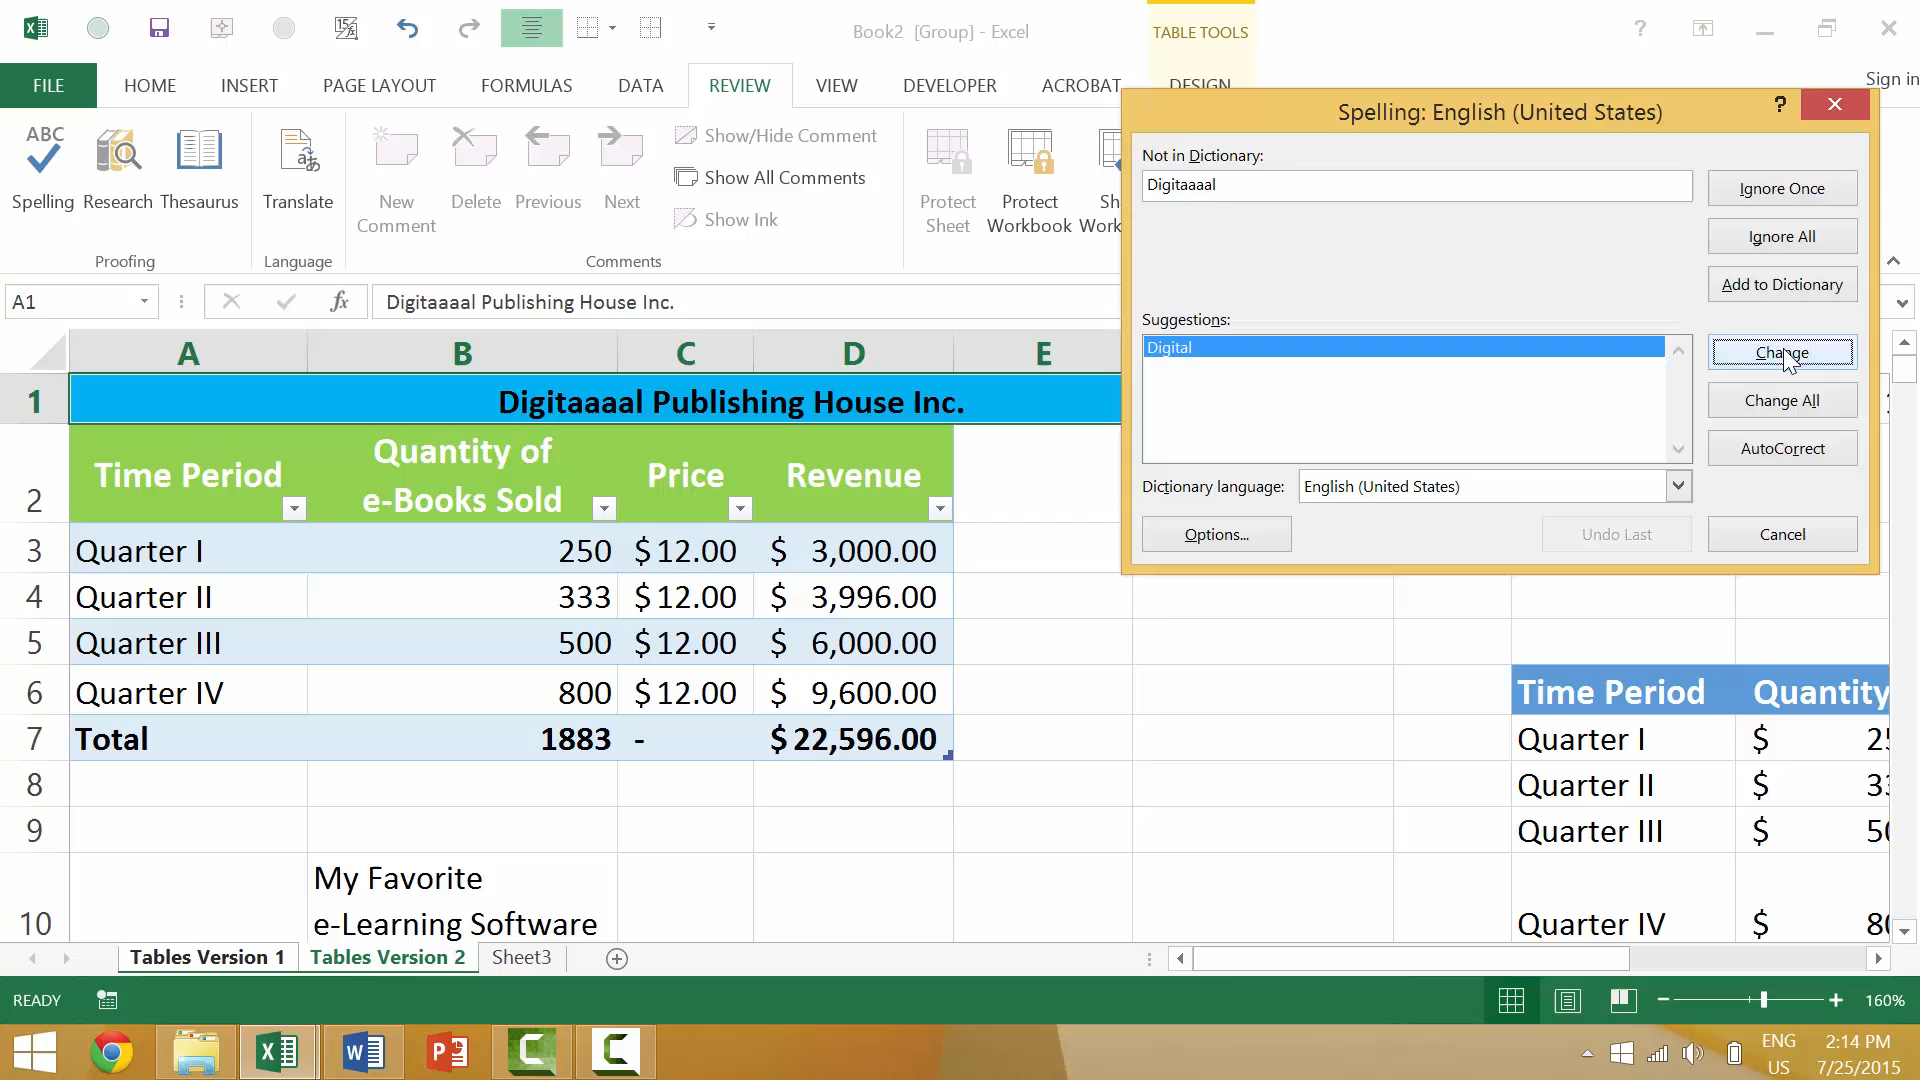 Book2 [Group] - Excel
TABLE TOOLS
?
FILE
HOME
INSERT
PAGE LAYOUT
FORMULAS
DATA
REVIEW
VIEW
DEVELOPER
ACROBAT
DESIGN
Sign in
ABC
Spelling
Research
Thesaurus
Translate
New
Comment
Delete
Previous
Next
Show/Hide Comment
Show All Comments
Show Ink
Protect
Sheet
Protect
Workbook
Sh
Work
Proofing
Language
Comments
Spelling: English (United States)
?
Not in Dictionary:
Digitaaaal
Ignore Once
Ignore All
Add to Dictionary
Suggestions:
Digital
Change
Change All
AutoCorrect
Dictionary language:
English (United States)
Options...
Undo Last
Cancel
A1
fx
Digitaaaal Publishing House Inc.
A B C D E
1 Digitaaaal Publishing House Inc.
2
Time Period
Quantity of
e-Books Sold
Price
Revenue
3 Quarter I 250 $ 12.00 $ 3,000.00
4 Quarter II 333 $ 12.00 $ 3,996.00
5 Quarter III 500 $ 12.00 $ 6,000.00
6 Quarter IV 800 $ 12.00 $ 9,600.00
7 Total 1883 - $ 22,596.00
8
9
10
My Favorite
e-Learning Software
Time Period Quantity
Quarter I $
Quarter II $
Quarter III $
Quarter IV $
Tables Version 1
Tables Version 2
Sheet3
READY
160%
ENG
US
2:14 PM
7/25/2015